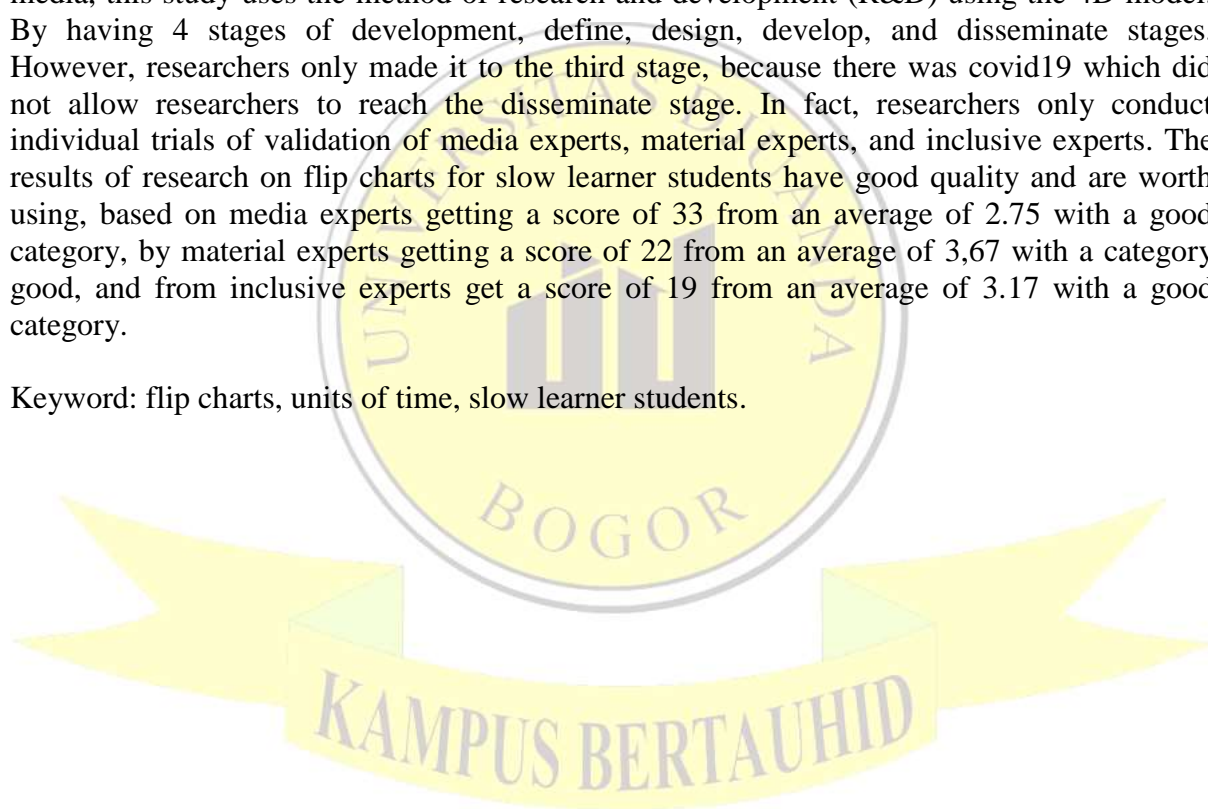 media, this study uses the method of research and development (R&D) using the 4D model.
By having 4 stages of development, define, design, develop, and disseminate stages.
However, researchers only made it to the third stage, because there was covid19 which did
not allow researchers to reach the disseminate stage. In fact, researchers only conduct
individual trials of validation of media experts, material experts, and inclusive experts. The
results of research on flip charts for slow learner students have good quality and are worth
using, based on media experts getting a score of 33 from an average of 2.75 with a good
category, by material experts getting a score of 22 from an average of 3,67 with a category
good, and from inclusive experts get a score of 19 from an average of 3.17 with a good
category.
Keyword: flip charts, units of time, slow learner students.
UNIVERSITAS DJUANDA
BOGOR
KAMPUS BERTAUHID